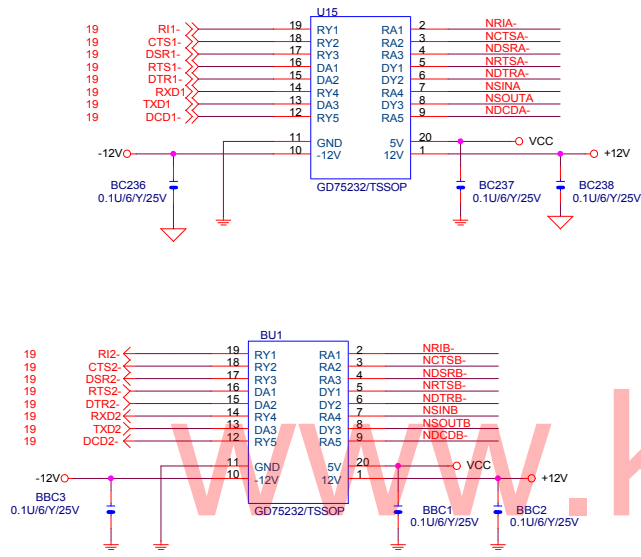 U15
19 RI1- 19 RY1 RA1 2 NRIA-
19 CTS1- 18 RY2 RA2 3 NCTSA-
19 DSR1- 17 RY3 RA3 4 NDSRA-
19 RTS1- 16 DA1 DY1 5 NRTSA-
19 DTR1- 15 DA2 DY2 6 NDTRA-
19 RXD1 14 RY4 RA4 7 NSINA
19 TXD1 13 DA3 DY3 8 NSOUTA
19 DCD1- 12 RY5 RA5 9 NDCDA-
11 GND 5V 20 VCC
-12V 10 -12V 12V 1 +12V
GD75232/TSSOP
BC236
0.1U/6/Y/25V
BC237
0.1U/6/Y/25V
BC238
0.1U/6/Y/25V
BU1
19 RI2- 19 RY1 RA1 2 NRIB-
19 CTS2- 18 RY2 RA2 3 NCTSB-
19 DSR2- 17 RY3 RA3 4 NDSRB-
19 RTS2- 16 DA1 DY1 5 NRTSB-
19 DTR2- 15 DA2 DY2 6 NDTRB-
19 RXD2 14 RY4 RA4 7 NSINB
19 TXD2 13 DA3 DY3 8 NSOUTB
19 DCD2- 12 RY5 RA5 9 NDCDB-
11 GND 5V 20 VCC
-12V 10 -12V 12V 1 +12V
GD75232/TSSOP
BBC3
0.1U/6/Y/25V
BBC1
0.1U/6/Y/25V
BBC2
0.1U/6/Y/25V
www.k